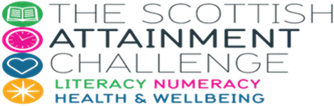 THE SCOTTISH
ATTAINMENT
CHALLENGE
LITERACY NUMERACY
HEALTH & WELLBEING